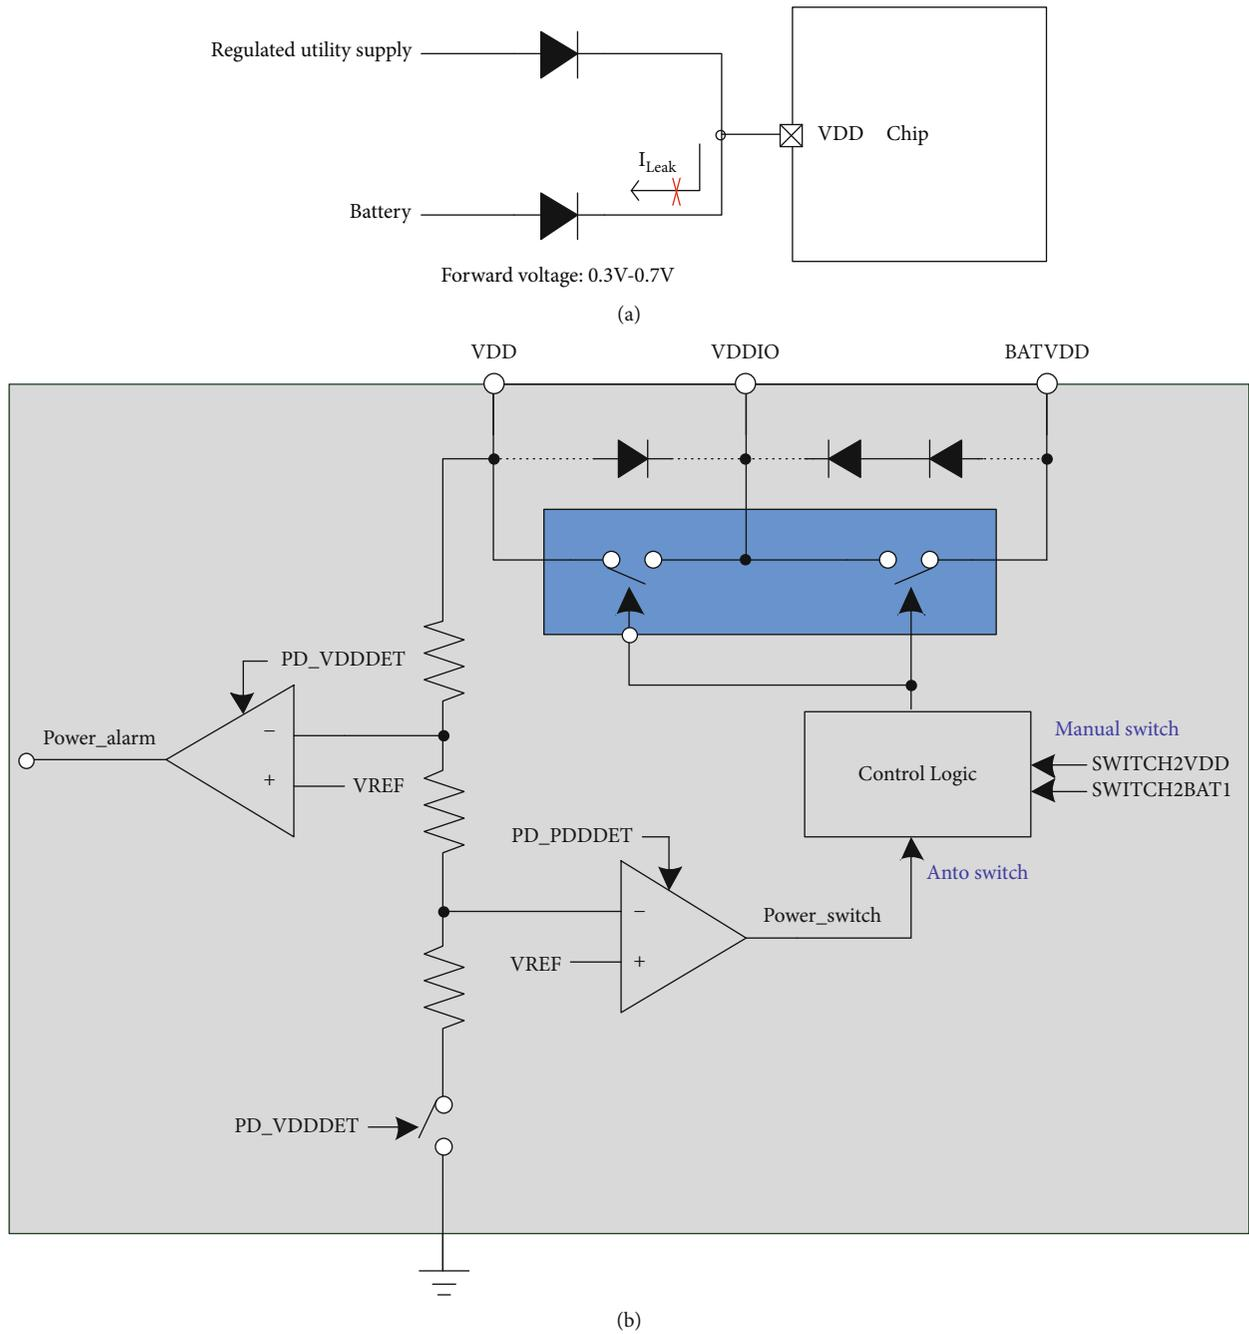 Regulated utility supply
VDD Chip
I Leak
Battery
Forward voltage: 0.3V-0.7V
(a)
VDD VDDIO BATVDD
PD_VDDDET
Power_alarm
−
+
VREF
Manual switch
Control Logic
SWITCH2VDD
SWITCH2BAT1
PD_PDDDET
Anto switch
Power_switch
−
VREF
+
PD_VDDDET
(b)